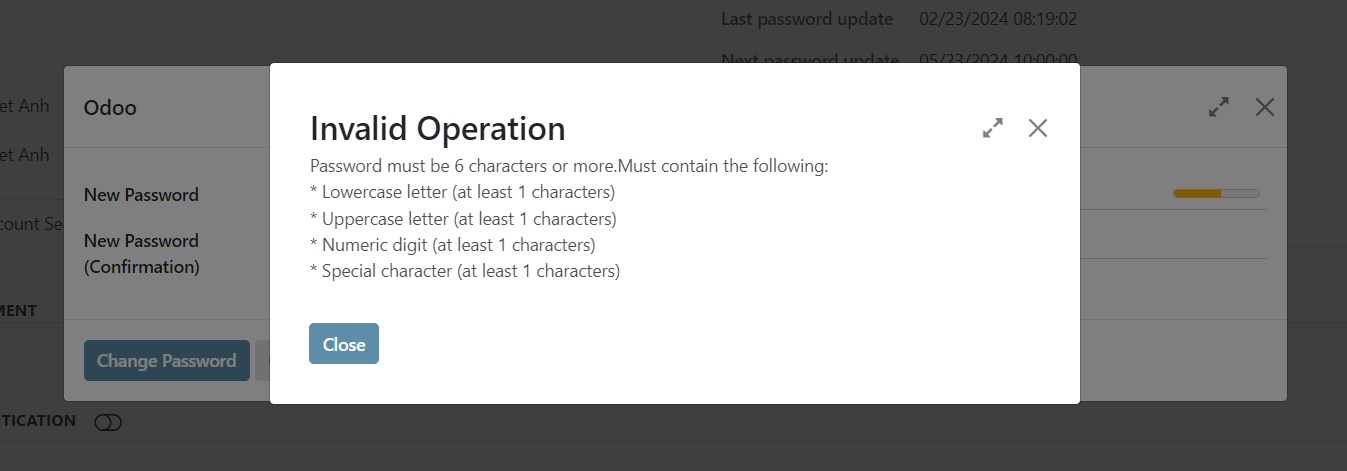 Last password update 02/23/2024 08:19:02
Next password update 05/23/2024 10:00:00
et Anh
Odoo
et Anh
Invalid Operation
Password must be 6 characters or more.Must contain the following:
* Lowercase letter (at least 1 characters)
* Uppercase letter (at least 1 characters)
* Numeric digit (at least 1 characters)
* Special character (at least 1 characters)
Close
New Password
count Se
New Password
(Confirmation)
MENT
Change Password
TICATION